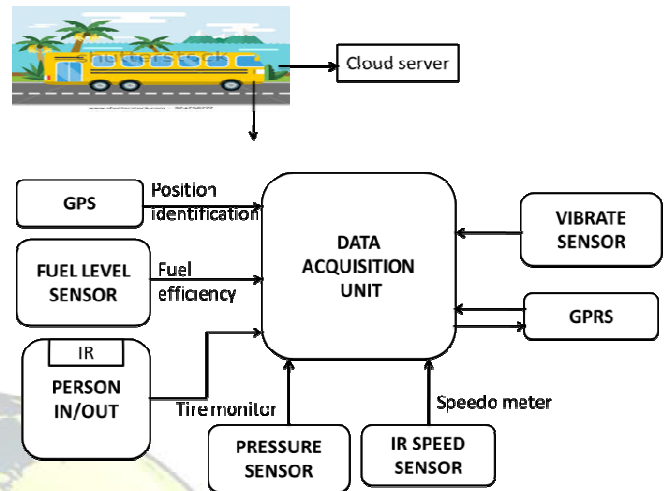 shutterstock
Cloud server
GPS
Position
identification
FUEL LEVEL
SENSOR
Fuel
efficiency
IR
PERSON
IN/OUT
DATA
ACQUISITION
UNIT
VIBRATE
SENSOR
GPRS
Tire monitor
Speedo meter
PRESSURE
SENSOR
IR SPEED
SENSOR